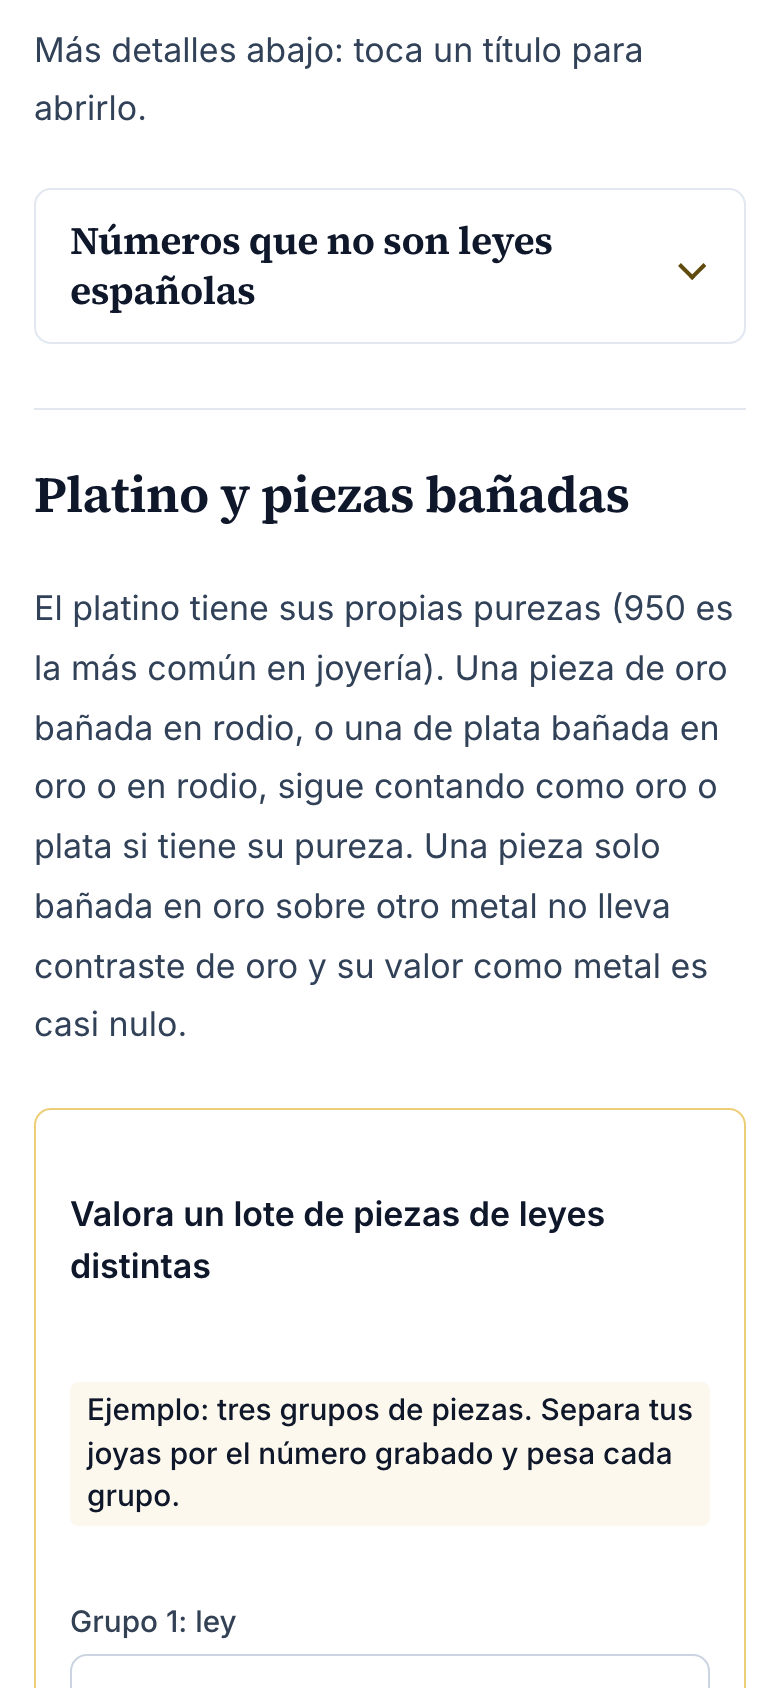 Más detalles abajo: toca un título para
abrirlo.
Números que no son leyes
españolas
Platino y piezas bañadas
El platino tiene sus propias purezas (950 es
la más común en joyería). Una pieza de oro
bañada en rodio, o una de plata bañada en
oro o en rodio, sigue contando como oro o
plata si tiene su pureza. Una pieza solo
bañada en oro sobre otro metal no lleva
contraste de oro y su valor como metal es
casi nulo.
Valora un lote de piezas de leyes
distintas
Ejemplo: tres grupos de piezas. Separa tus
joyas por el número grabado y pesa cada
grupo.
Grupo 1: ley